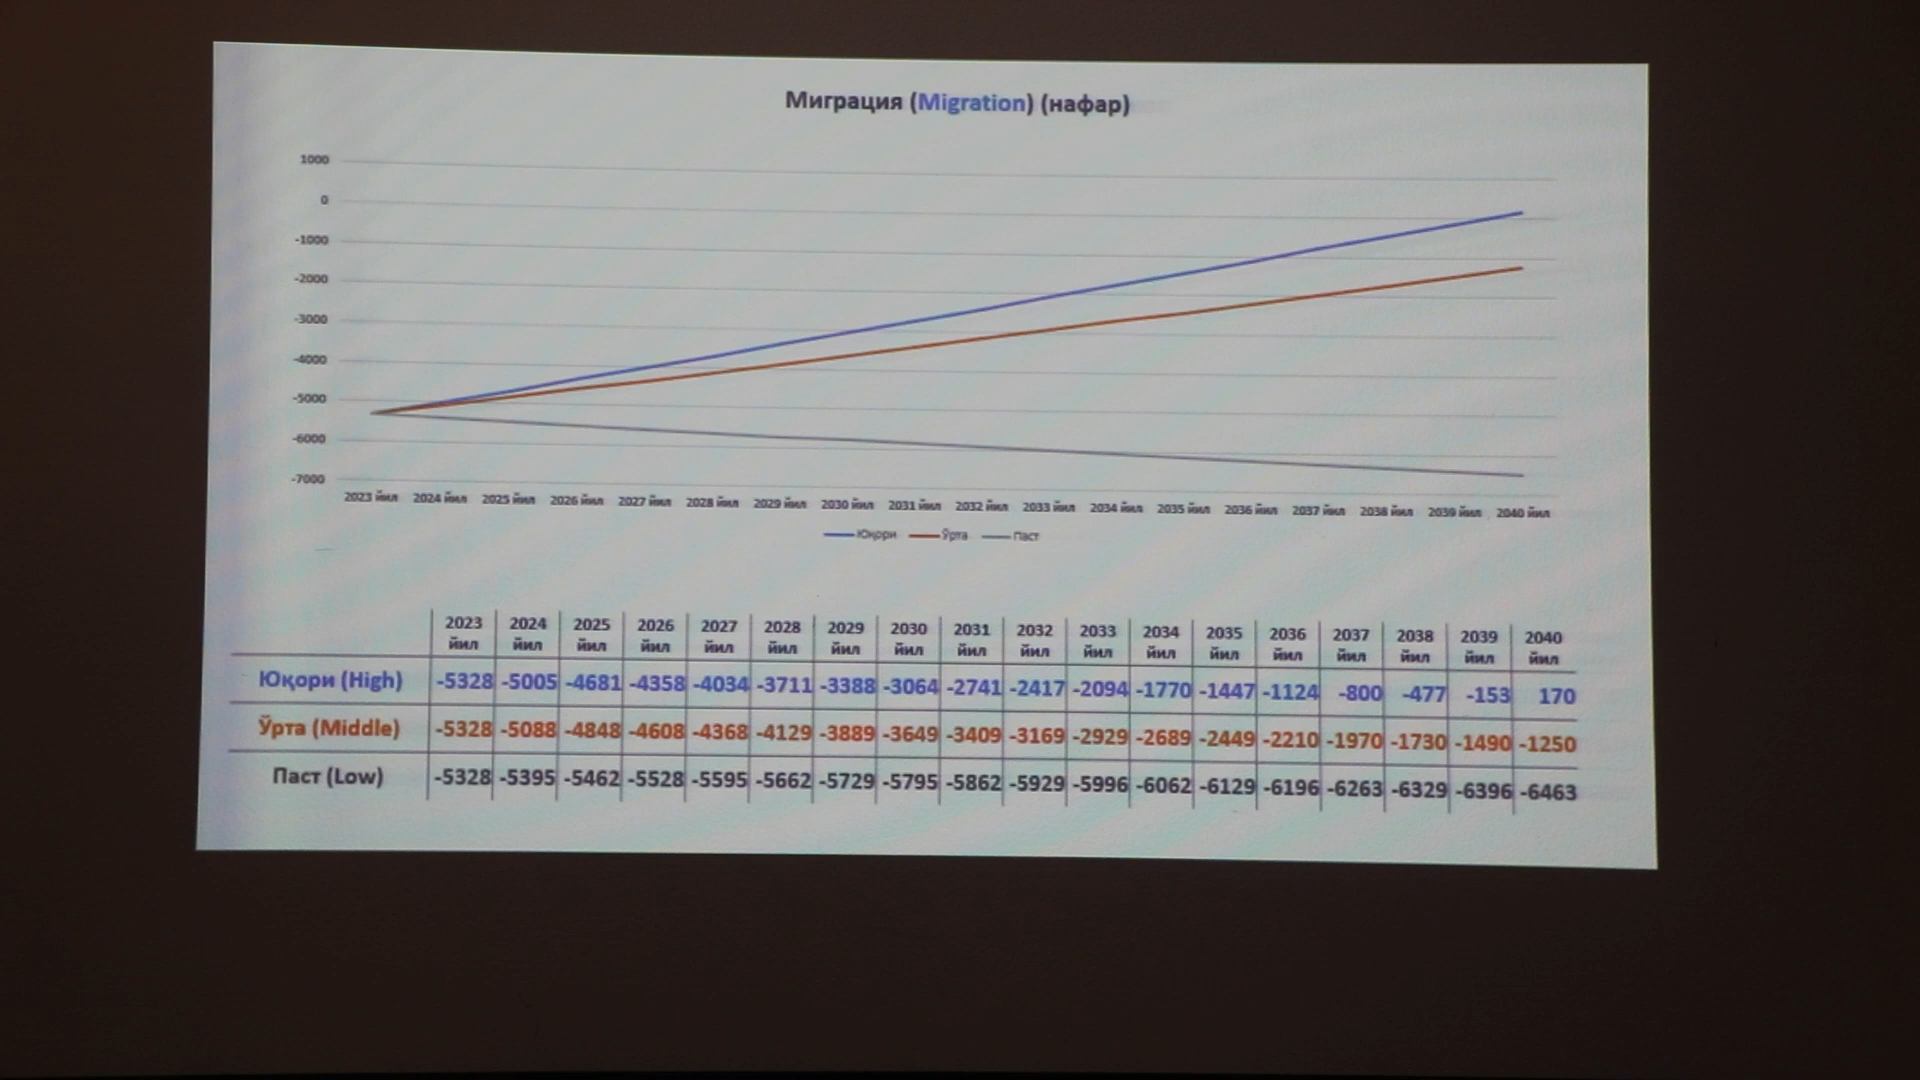 Миграция (Migration) (нафар)
1000
0
-1000
-2000
-3000
-4000
-5000
-6000
-7000
2023 йил 2024 йил 2025 йил 2026 йил 2027 йил 2028 йил 2029 йил 2030 йил 2031 йил 2032 йил 2033 йил 2034 йил 2035 йил 2036 йил 2037 йил 2038 йил 2039 йил 2040 йил
Юқори Ўрта Паст
2023 2024 2025 2026 2027 2028 2029 2030 2031 2032 2033 2034 2035 2036 2037 2038 2039 2040
йил йил йил йил йил йил йил йил йил йил йил йил йил йил йил йил йил йил
Юқори (High) -5328 -5005 -4681 -4358 -4034 -3711 -3388 -3064 -2741 -2417 -2094 -1770 -1447 -1124 -800 -477 -153 170
Ўрта (Middle) -5328 -5088 -4848 -4608 -4368 -4129 -3889 -3649 -3409 -3169 -2929 -2689 -2449 -2210 -1970 -1730 -1490 -1250
Паст (Low) -5328 -5395 -5462 -5528 -5595 -5662 -5729 -5795 -5862 -5929 -5996 -6062 -6129 -6196 -6263 -6329 -6396 -6463